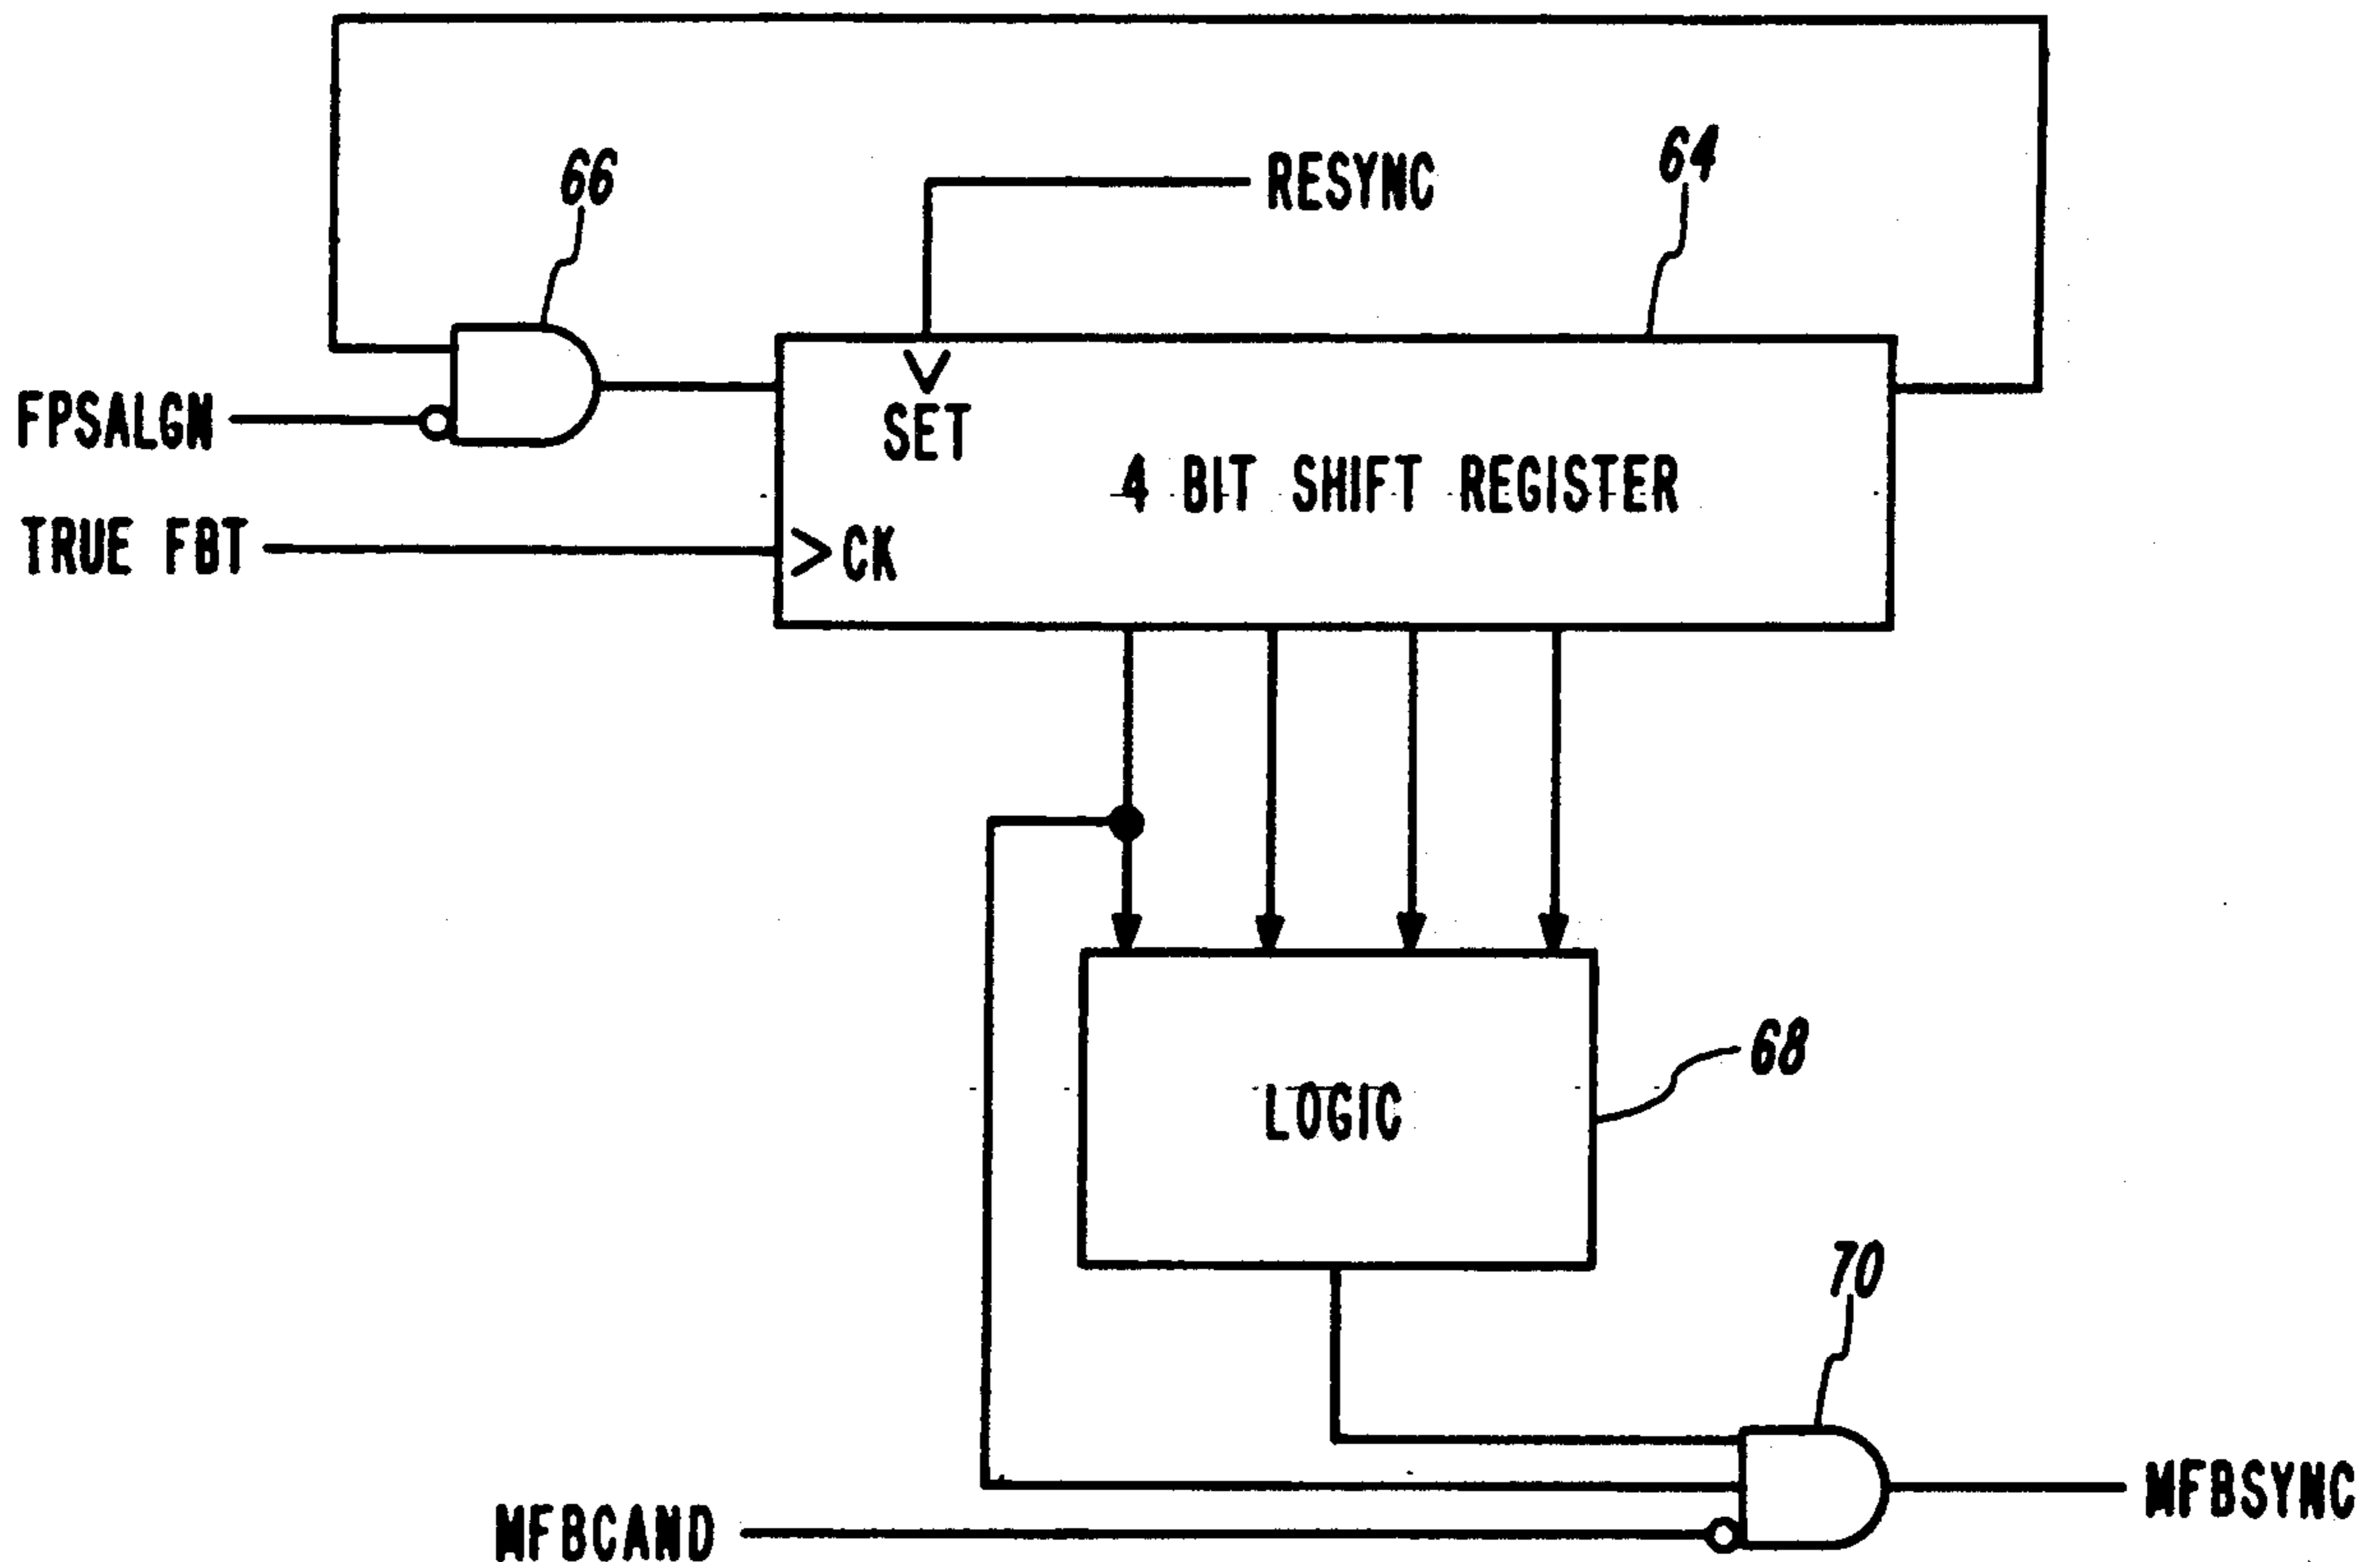 66
RESYNC
64
FPSALGN
SET
4 BIT SHIFT REGISTER
TRUE FBT
>CK
68
LOGIC
70
MFBSYNC
MFBCAND